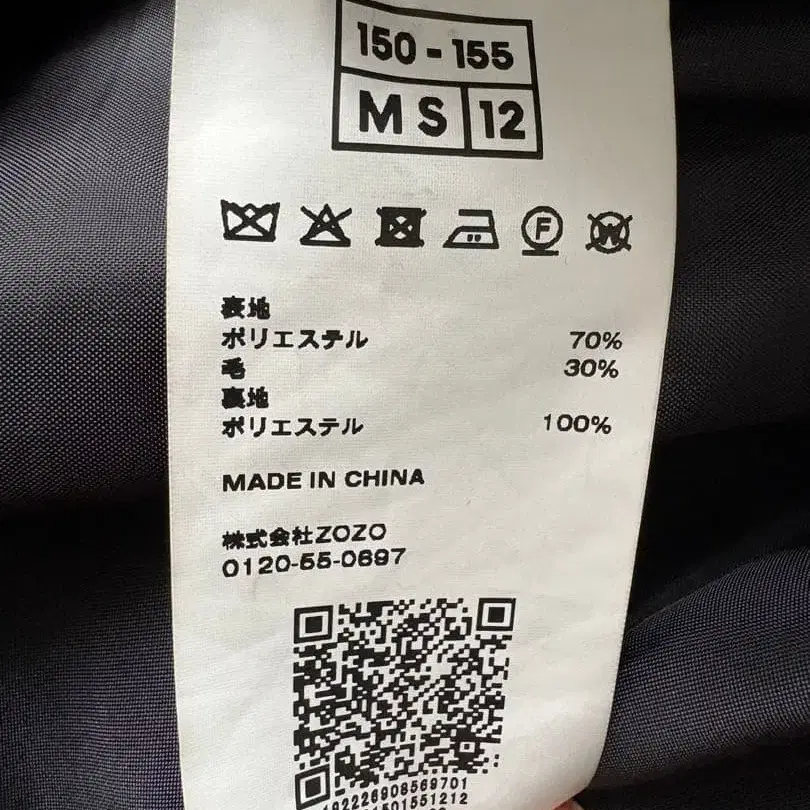 150 - 155
M S 12
F W
表地
ポリエステル 70%
毛 30%
裏地
ポリエステル 100%
MADE IN CHINA
株式会社ZOZO
0120-55-0697